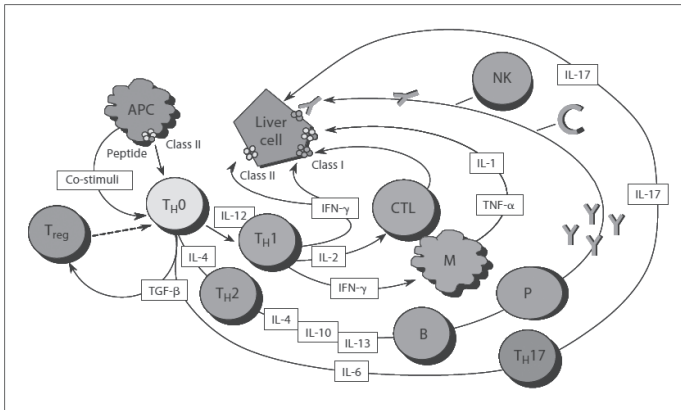 IL-17
NK
APC
Liver
cell
Class II
Peptide
Class I
IL-1
Co-stimuli
Class II
IL-17
TH0
IL-12
IFN-γ
CTL
TNF-α
Treg
TH1
IL-4
IL-2
M
TGF-β
TH2
IFN-γ
P
IL-4
IL-10
IL-13
B
TH17
IL-6